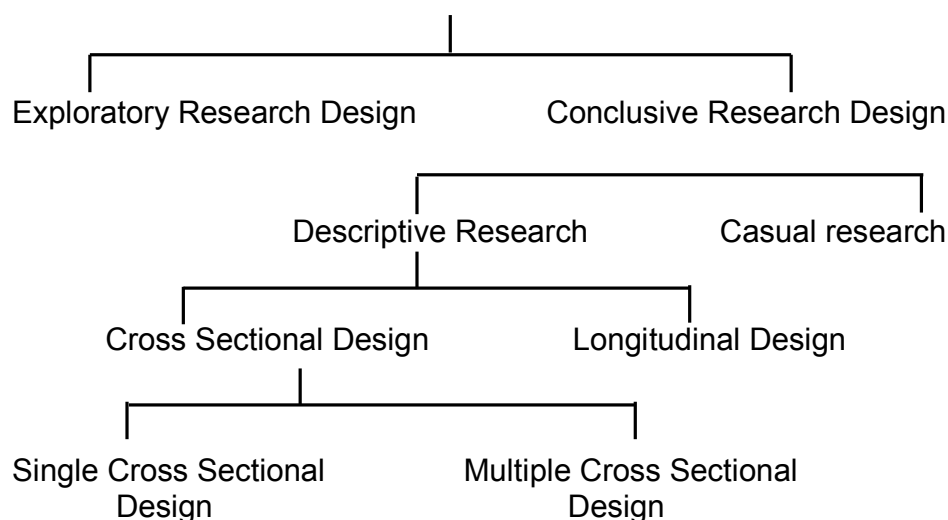 Exploratory Research Design Conclusive Research Design
Descriptive Research Casual research
Cross Sectional Design Longitudinal Design
Single Cross Sectional Multiple Cross Sectional
Design Design